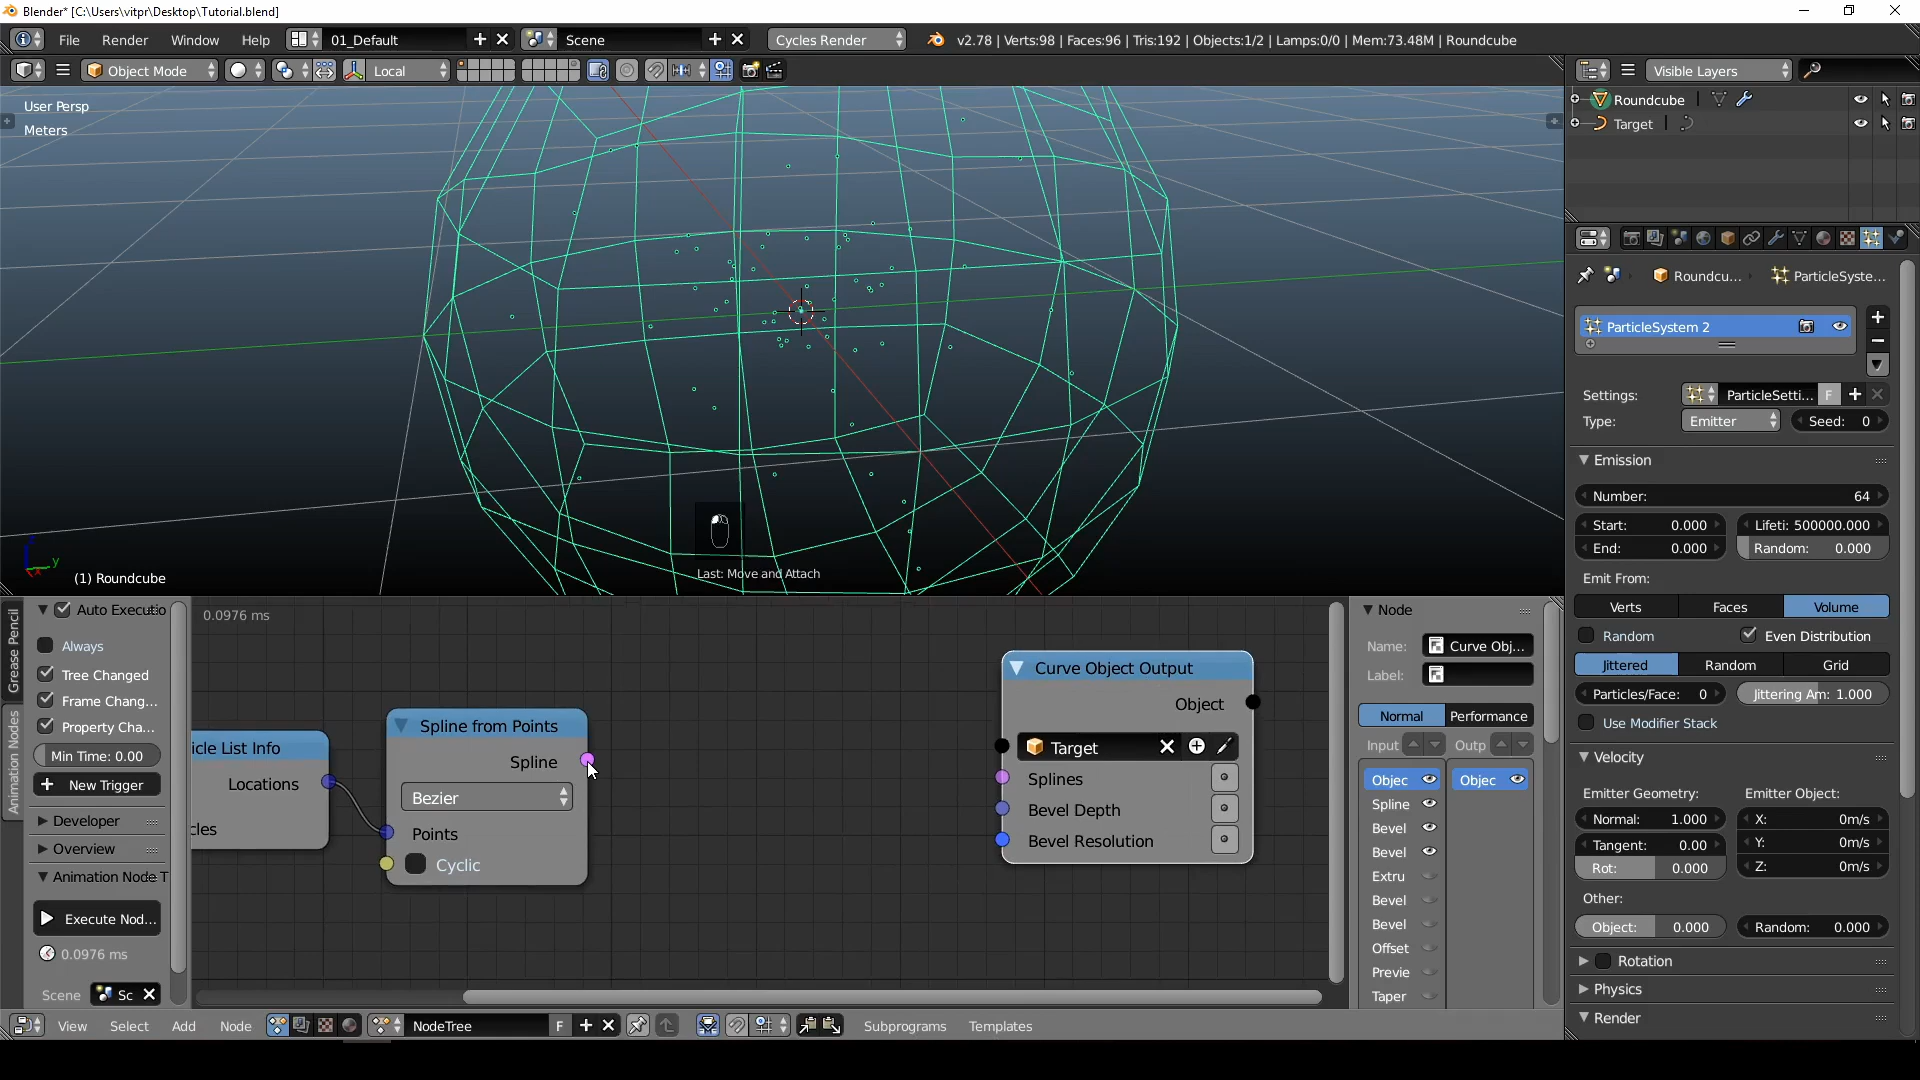 Blender* [C:\Users\vitpr\Desktop\Tutorial.blend]
File Render Window Help 01_Default Scene Cycles Render v2.78 | Verts:98 | Faces:96 | Tris:192 | Objects:1/2 | Lamps:0/0 | Mem:73.48M | Roundcube
Object Mode Local Visible Layers
User Persp
Meters
Roundcube
Target
Roundcu... ParticleSyste...
ParticleSystem 2
Settings: ParticleSetti... F
Type: Emitter Seed: 0
Emission
Number: 64
Start: 0.000 Lifeti: 500000.000
End: 0.000 Random: 0.000
Emit From:
Verts Faces Volume
Random Even Distribution
Jittered Random Grid
Particles/Face: 0 Jittering Am: 1.000
Use Modifier Stack
Velocity
Emitter Geometry: Emitter Object:
Normal: 1.000 X: 0m/s
Tangent: 0.00 Y: 0m/s
Rot: 0.000 Z: 0m/s
Other:
Object: 0.000 Random: 0.000
Rotation
Physics
Render
Last: Move and Attach
z
y
x
(1) Roundcube
Grease Pencil
Animation Nodes
Auto Executio
Always
Tree Changed
Frame Chang...
Property Cha...
Min Time: 0.00
New Trigger
Developer
Overview
Animation Node T
Execute Nod...
0.0976 ms
Scene Sc
0.0976 ms
icle List Info
Locations
cles
Spline from Points
Spline
Bezier
Points
Cyclic
Curve Object Output
Object
Target
Splines
Bevel Depth
Bevel Resolution
Node
Name: Curve Obj...
Label:
Normal Performance
Input Outp
Objec Objec
Spline
Bevel
Bevel
Extru
Bevel
Bevel
Offset
Previe
Taper
View Select Add Node NodeTree F Subprograms Templates